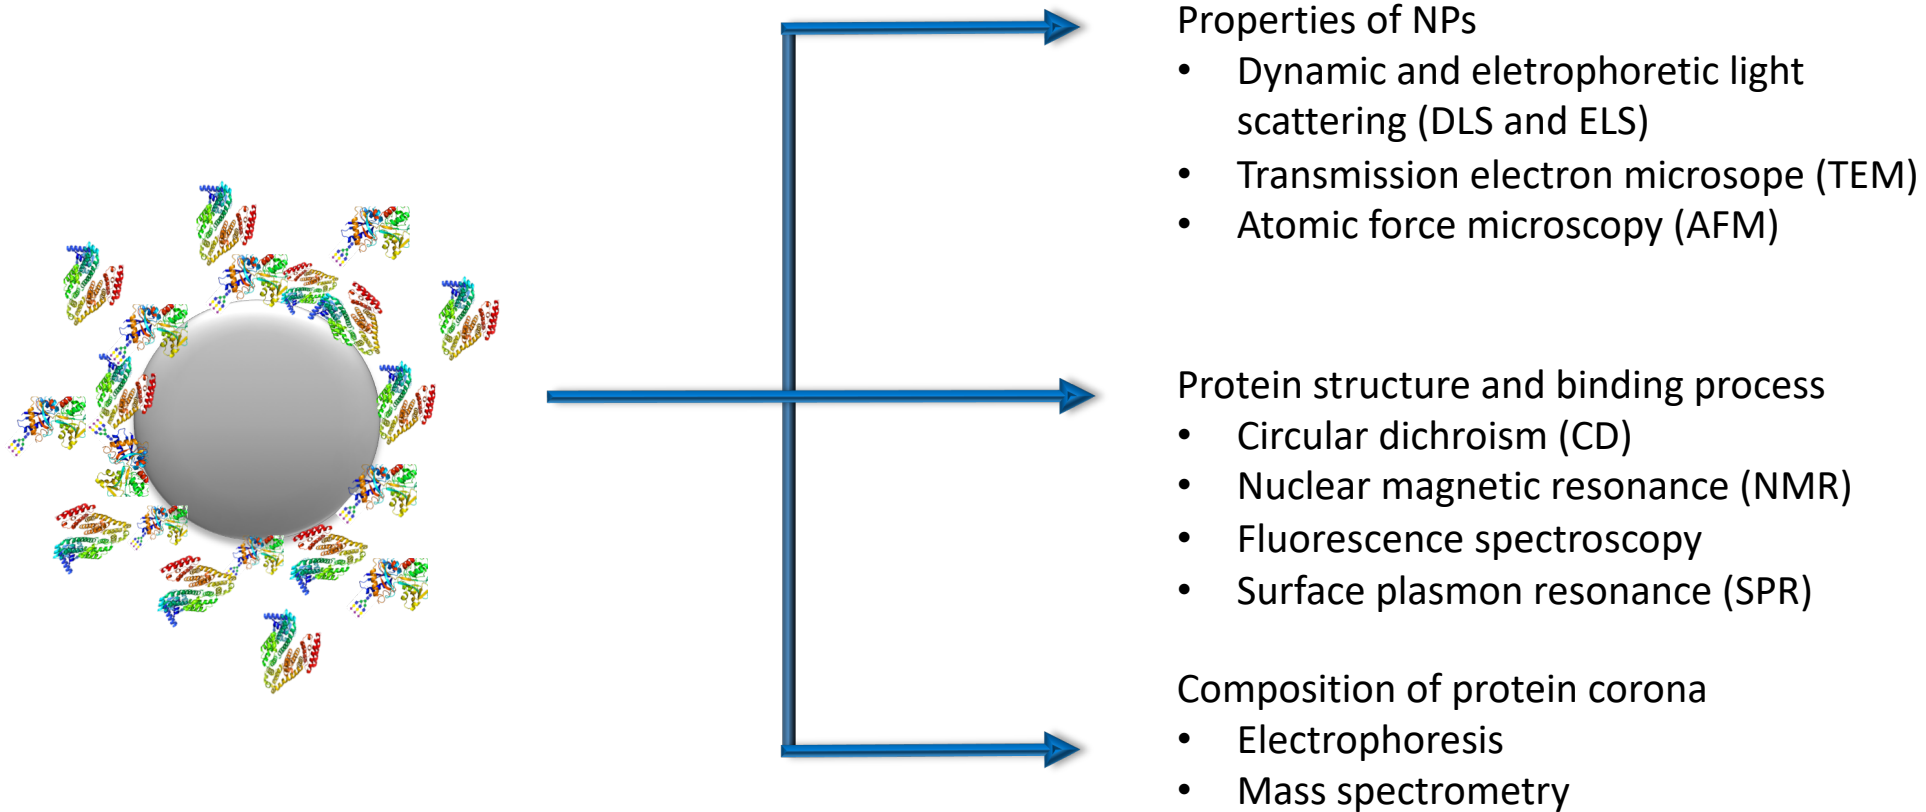 Properties of NPs
• Dynamic and eletrophoretic light
scattering (DLS and ELS)
• Transmission electron microsope (TEM)
• Atomic force microscopy (AFM)
Protein structure and binding process
• Circular dichroism (CD)
• Nuclear magnetic resonance (NMR)
• Fluorescence spectroscopy
• Surface plasmon resonance (SPR)
Composition of protein corona
• Electrophoresis
• Mass spectrometry